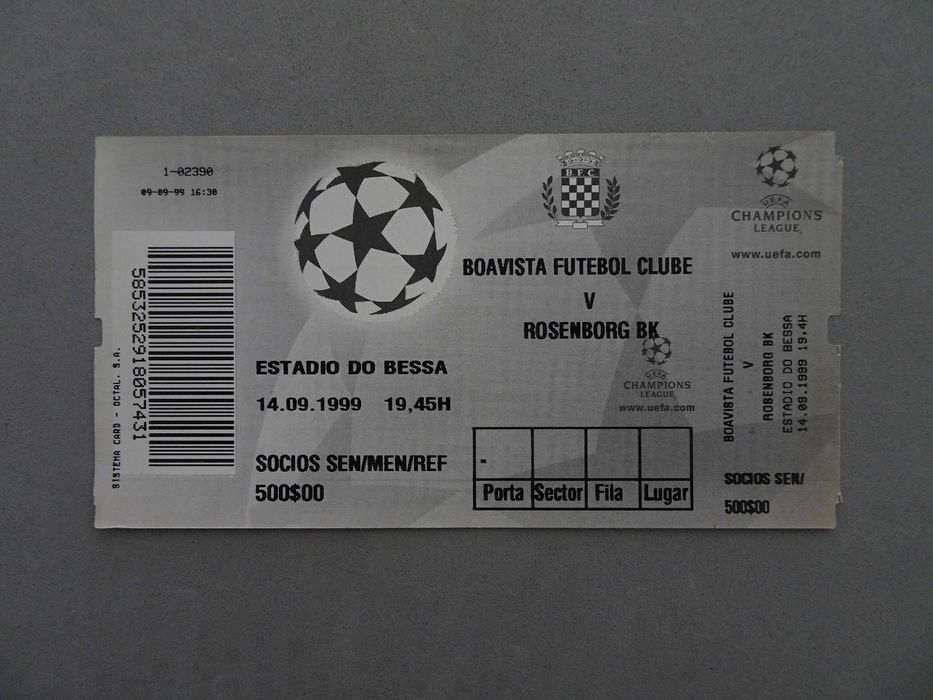 1-02390
09-09-99 16:30
5853252918057431
SISTEMA CARD - OCTAL, S.A.
BFC
BOAVISTA FUTEBOL CLUBE
V
ROSENBORG BK
ESTADIO DO BESSA
14.09.1999 19,45H
SOCIOS SEN/MEN/REF
500$00
UEFA
CHAMPIONS
LEAGUE
www.uefa.com
-
Porta Sector Fila Lugar
UEFA
CHAMPIONS
LEAGUE
www.uefa.com
BOAVISTA FUTEBOL CLUBE
V
ROSENBORG BK
ESTADIO DO BESSA
14.09.1999 19,4H
SOCIOS SEN/
500$00